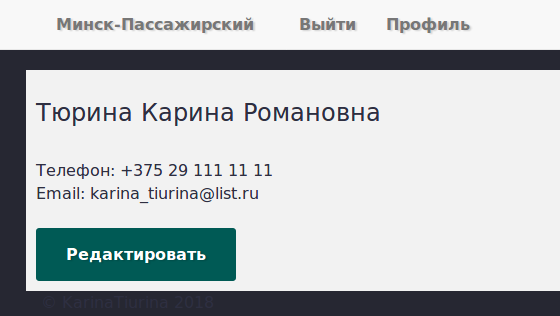 Минск-Пассажирский Выйти Профиль
Тюрина Карина Романовна
Телефон: +375 29 111 11 11
Email: karina_tiurina@list.ru
Редактировать
© KarinaTiurina 2018